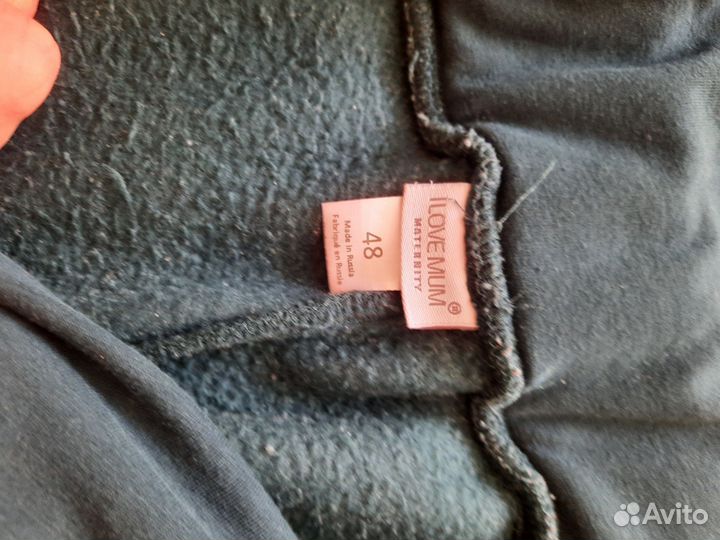 I LOVE MUM®
MATERNITY
48
Made In Russia
Fabriqué en Russie
Avito